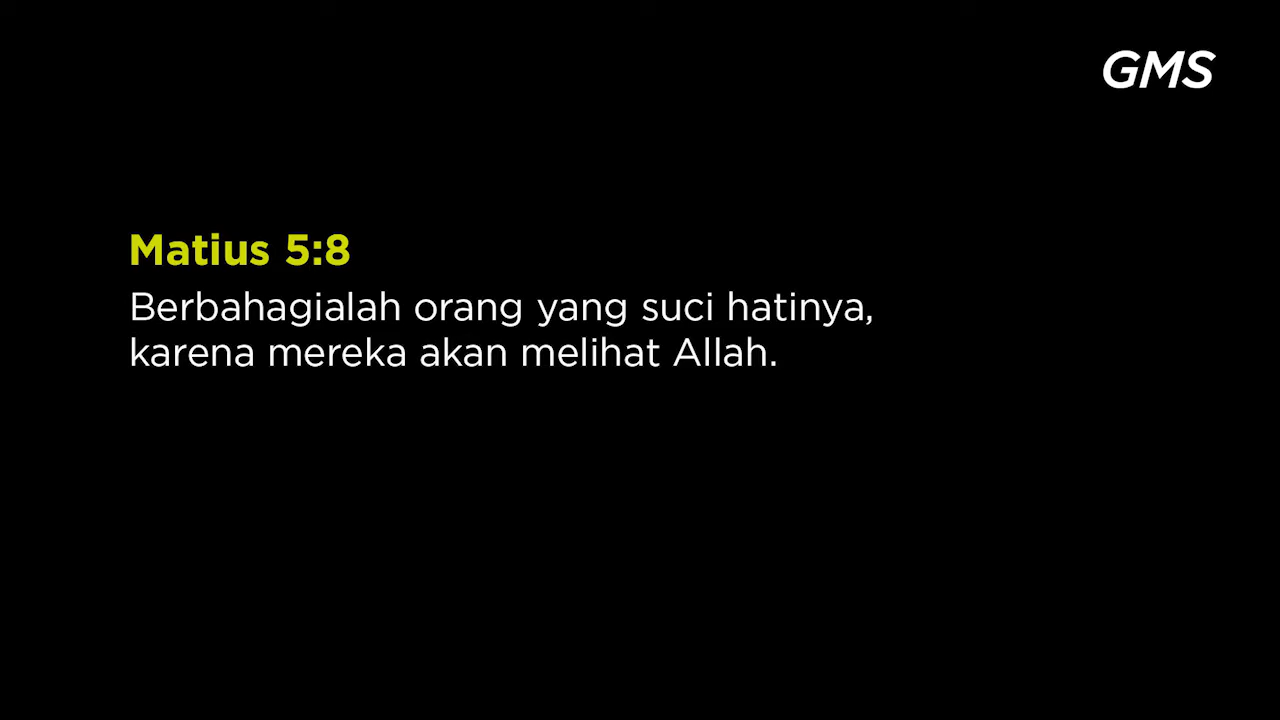 GMS
Matius 5:8
Berbahagialah orang yang suci hatinya,
karena mereka akan melihat Allah.